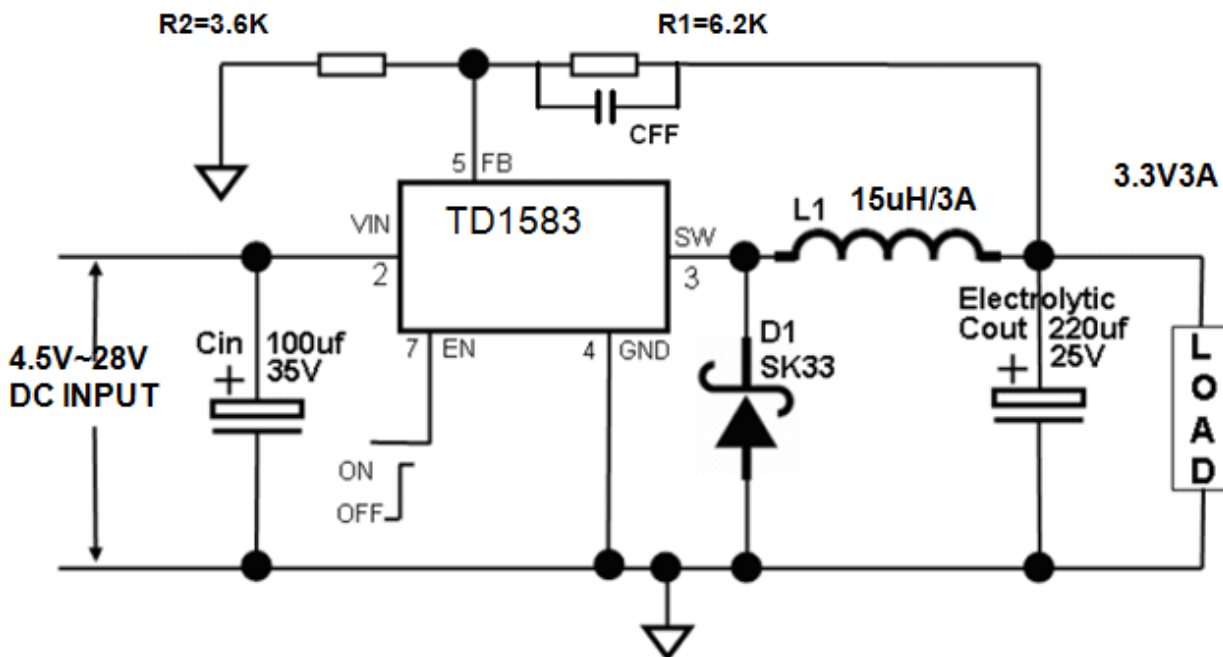 R2=3.6K
R1=6.2K
CFF
5 FB
3.3V3A
VIN
TD1583
SW
L1
15uH/3A
2
3
Electrolytic
Cout 220uf
25V
D1
SK33
Cin 100uf
35V
4.5V~28V
DC INPUT
7 EN
4 GND
LOAD
ON
OFF